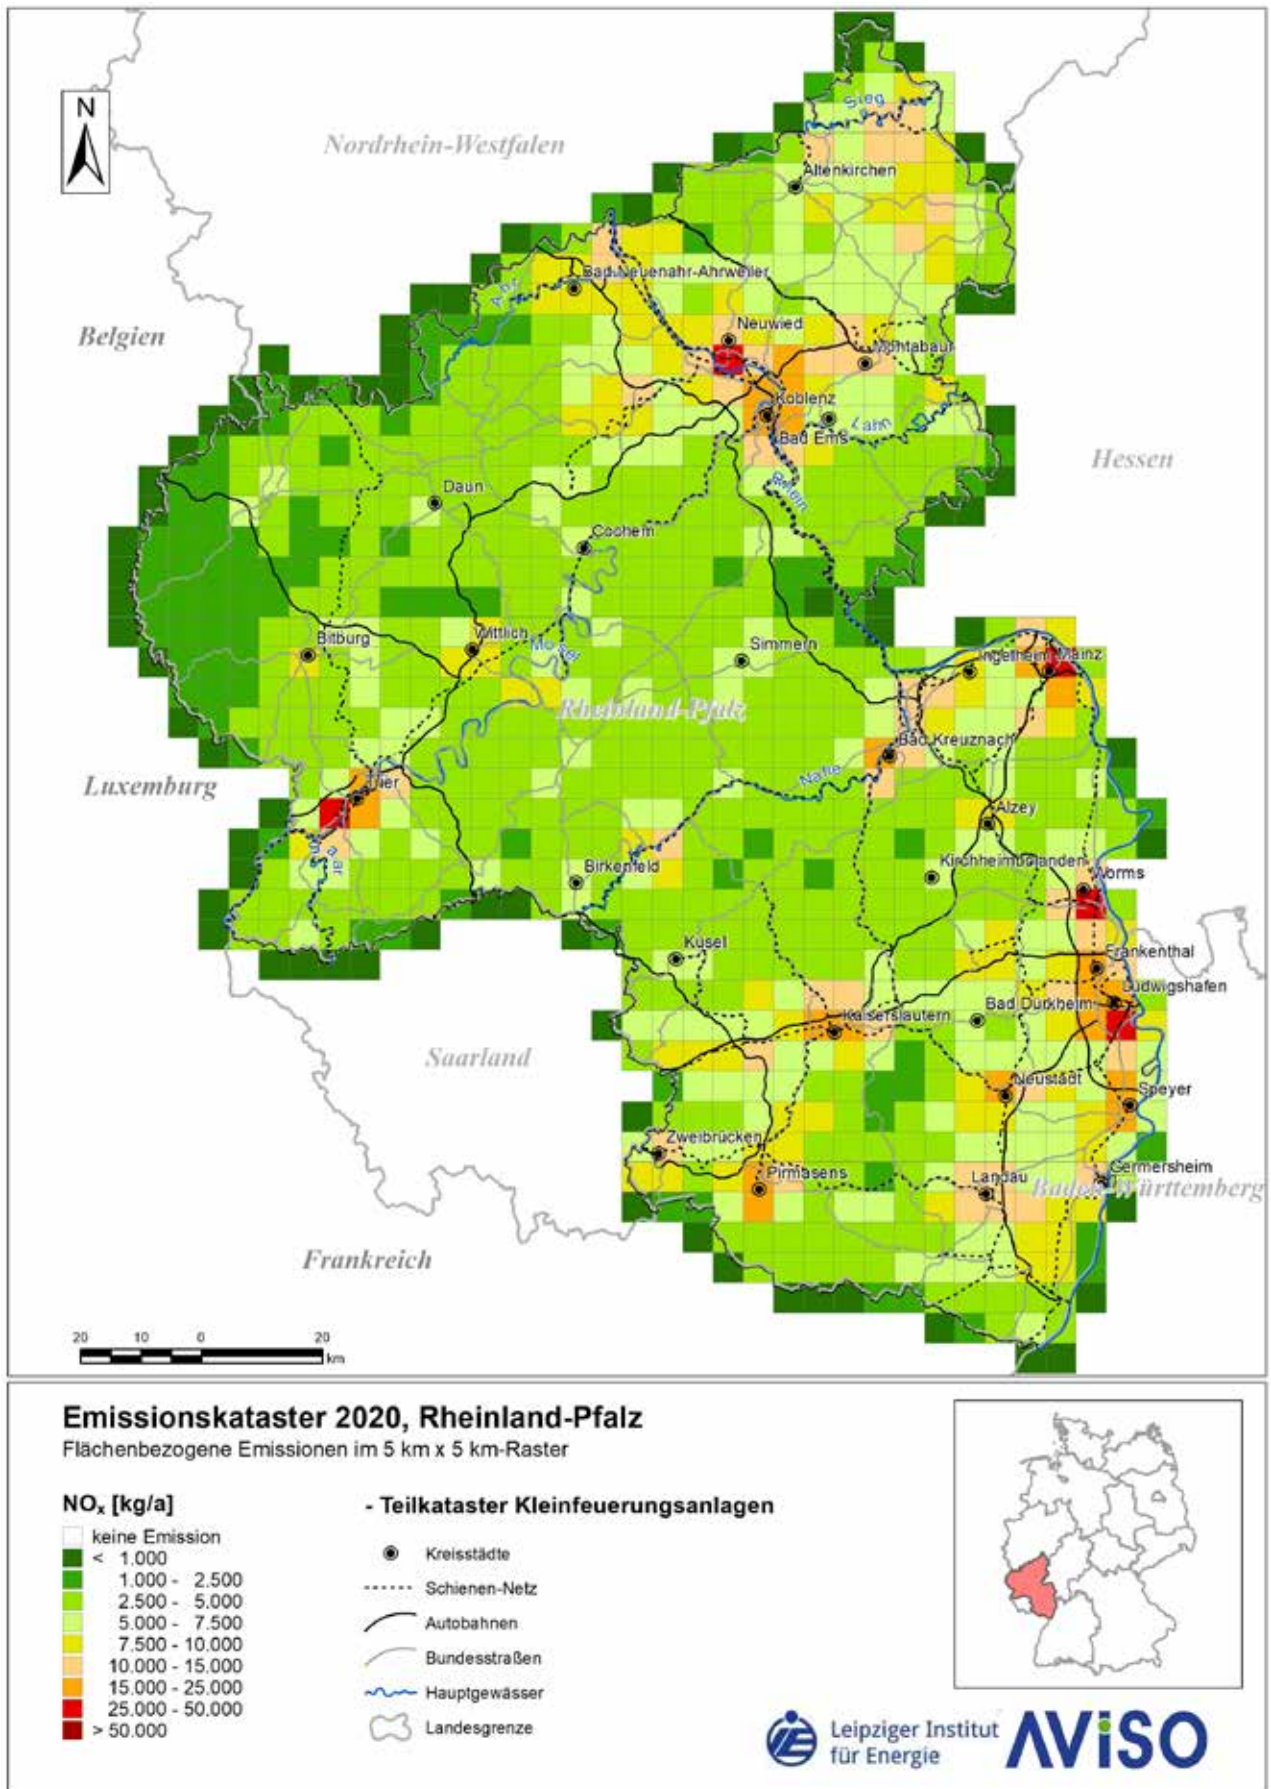 N
Nordrhein-Westfalen
Sieg
Altenkirchen
Bad Neuenahr-Ahrweiler
Ahr
Belgien
Neuwied
Montabaur
Koblenz
Lahn
Bad Ems
Hessen
Rhein
Daun
Cochem
Bitburg
Wittlich
Mosel
Simmern
Ingelheim
Mainz
Rheinland-Pfalz
Bad Kreuznach
Luxemburg
Trier
Nahe
Alzey
Saar
Birkenfeld
Kirchheimbolanden
Worms
Kusel
Frankenthal
Ludwigshafen
Bad Dürkheim
Kaiserslautern
Saarland
Neustadt
Speyer
Zweibrücken
Pirmasens
Landau
Germersheim
Baden-Württemberg
Frankreich
20 10 0 20
km
Emissionskataster 2020, Rheinland-Pfalz
Flächenbezogene Emissionen im 5 km x 5 km-Raster
NOx [kg/a]
keine Emission
< 1.000
1.000 - 2.500
2.500 - 5.000
5.000 - 7.500
7.500 - 10.000
10.000 - 15.000
15.000 - 25.000
25.000 - 50.000
> 50.000
- Teilkataster Kleinfeuerungsanlagen
Kreisstädte
Schienen-Netz
Autobahnen
Bundesstraßen
Hauptgewässer
Landesgrenze
Leipziger Institut
für Energie
AViSO